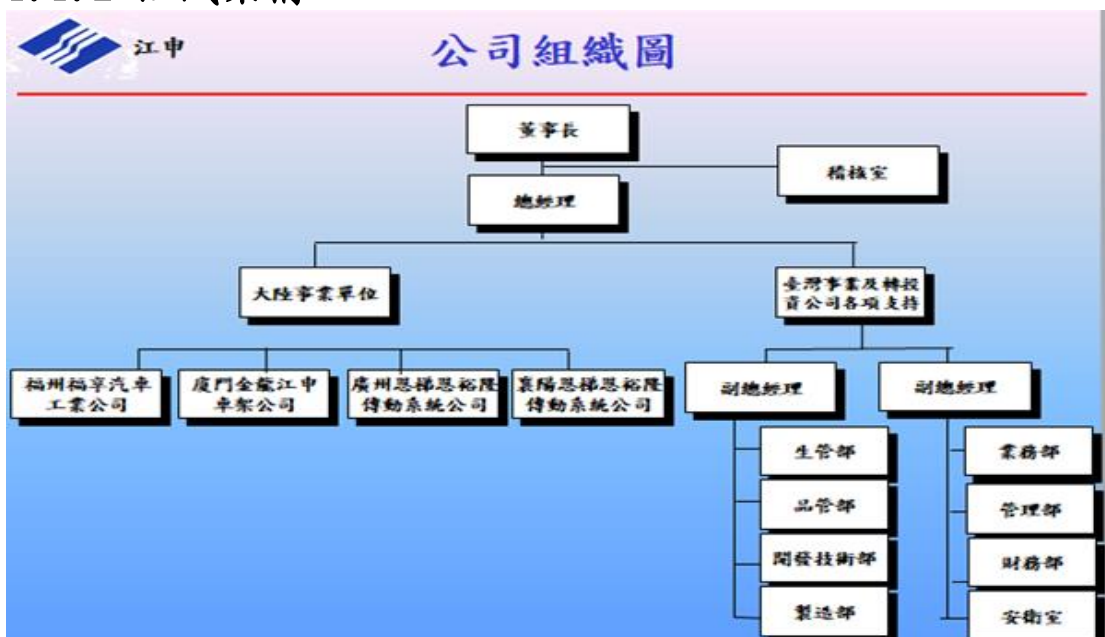 江申
公司組織圖
董事長
稽核室
總經理
大陸事業單位
臺灣事業及轉投
資公司各項支持
福州福享汽車
工業公司
廈門金龍江申
車架公司
廣州恩梯恩裕隆
傳動系統公司
襄陽恩梯恩裕隆
傳動系統公司
副總經理
副總經理
生管部
業務部
品管部
管理部
開發技術部
財務部
製造部
安衛室